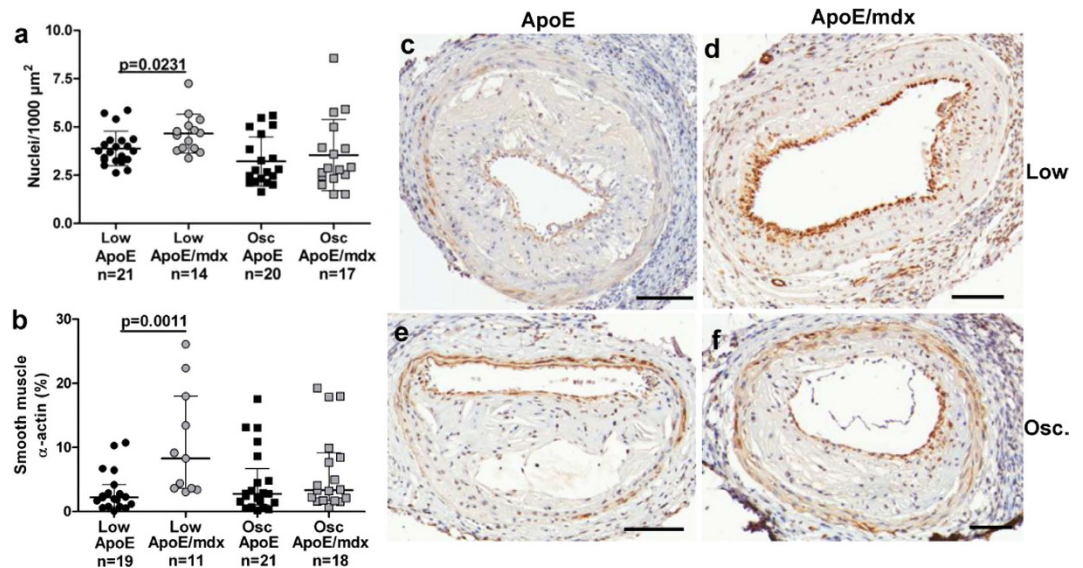 ApoE
ApoE/mdx
a
Nuclei/1000 µm²
10.0
7.5
5.0
2.5
0.0
p=0.0231
Low
ApoE
n=21
Low
ApoE/mdx
n=14
Osc
ApoE
n=20
Osc
ApoE/mdx
n=17
b
Smooth muscle
α-actin (%)
30
20
10
0
p=0.0011
Low
ApoE
n=19
Low
ApoE/mdx
n=11
Osc
ApoE
n=21
Osc
ApoE/mdx
n=18
c
d
Low
e
f
Osc.